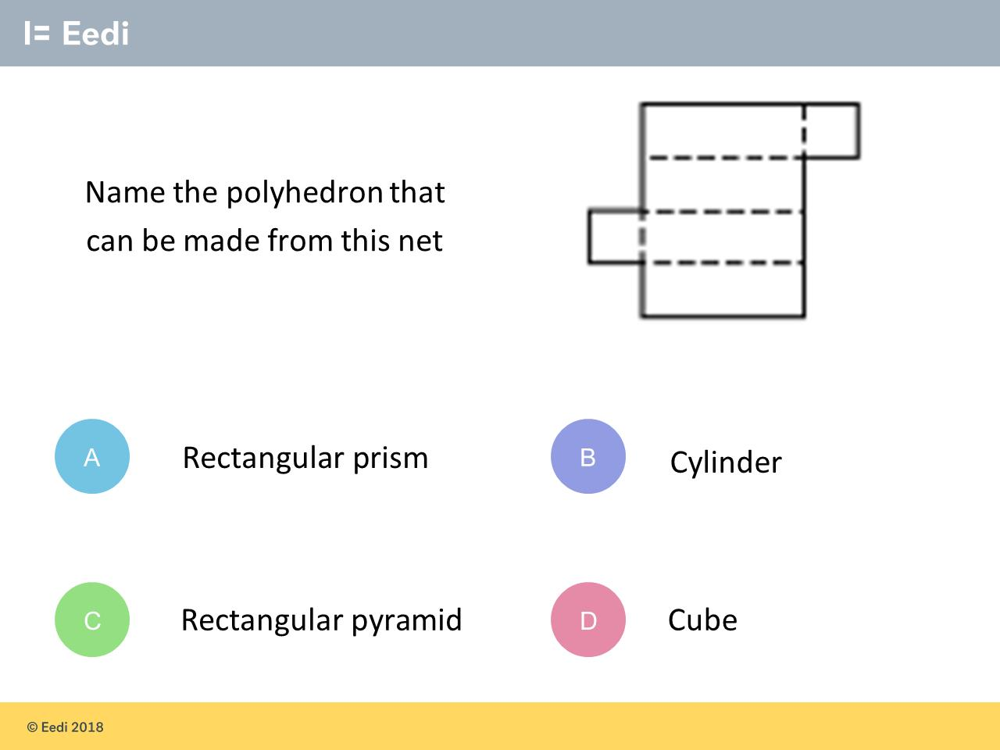 Eedi
Name the polyhedron that
can be made from this net
A Rectangular prism
B Cylinder
C Rectangular pyramid
D Cube
© Eedi 2018